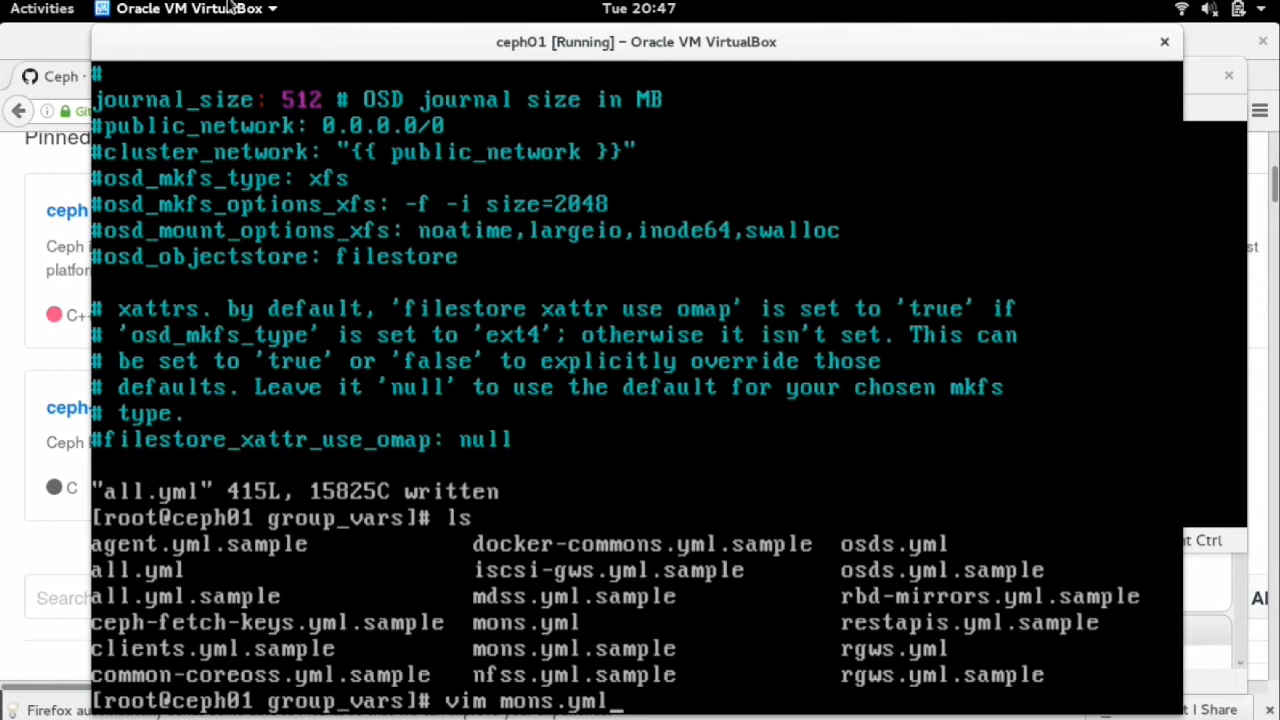 Activities Oracle VM VirtualBox Tue 20:47
ceph01 [Running] – Oracle VM VirtualBox
Ceph ·
#
journal_size: 512 # OSD journal size in MB
#public_network: 0.0.0.0/0
#cluster_network: "{{ public_network }}"
#osd_mkfs_type: xfs
#osd_mkfs_options_xfs: -f -i size=2048
#osd_mount_options_xfs: noatime,largeio,inode64,swalloc
#osd_objectstore: filestore
# xattrs. by default, 'filestore xattr use omap' is set to 'true' if
# 'osd_mkfs_type' is set to 'ext4'; otherwise it isn't set. This can
# be set to 'true' or 'false' to explicitly override those
# defaults. Leave it 'null' to use the default for your chosen mkfs
# type.
#filestore_xattr_use_omap: null
"all.yml" 415L, 15825C written
[root@ceph01 group_vars]# ls
agent.yml.sample docker-commons.yml.sample osds.yml
all.yml iscsi-gws.yml.sample osds.yml.sample
all.yml.sample mdss.yml.sample rbd-mirrors.yml.sample
ceph-fetch-keys.yml.sample mons.yml restapis.yml.sample
clients.yml.sample mons.yml.sample rgws.yml
common-coreoss.yml.sample nfss.yml.sample rgws.yml.sample
[root@ceph01 group_vars]# vim mons.yml_
Pinned
ceph
Ceph
platfor
C++
ceph
Ceph
C
Search
Firefox
t Ctrl
t I Share